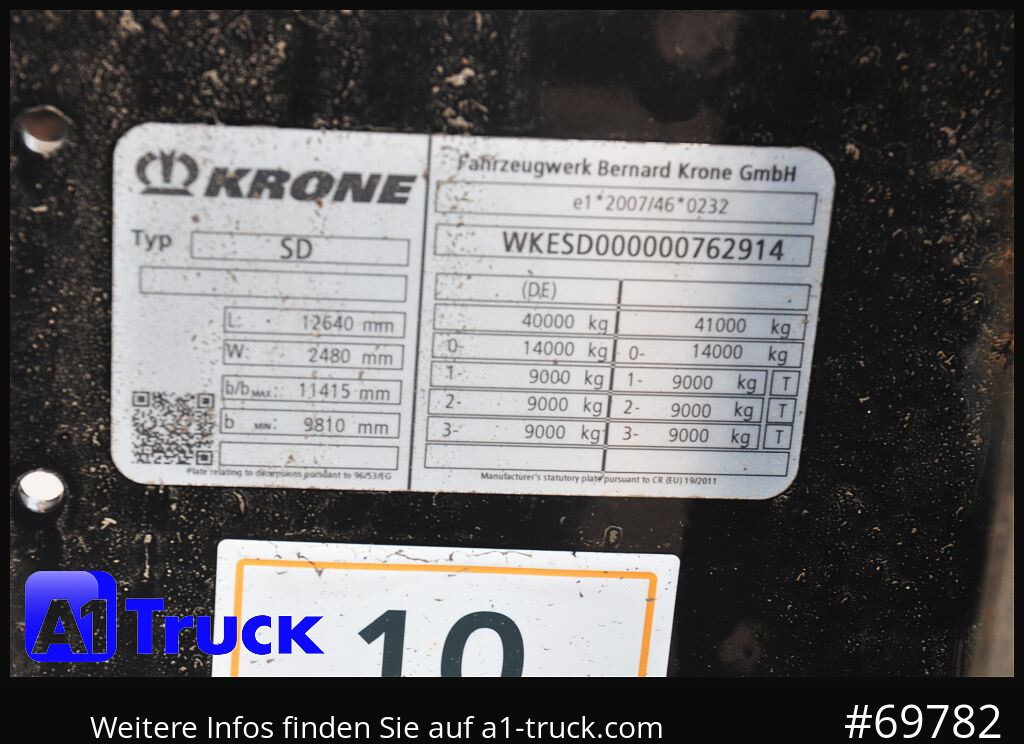 KRONE
Typ SD
L: 12640 mm
W: 2480 mm
b/b MAX.: 11415 mm
b MIN: 9810 mm
Plate relating to dimensions pursuant to 96/53/EG
Fahrzeugwerk Bernard Krone GmbH
e1*2007/46*0232
WKESD000000762914
(DE)
40000 kg 41000 kg
0- 14000 kg 0- 14000 kg
1- 9000 kg 1- 9000 kg T
2- 9000 kg 2- 9000 kg T
3- 9000 kg 3- 9000 kg T
Manufacturer's statutory plate pursuant to CR (EU) 19/2011
10
A1 Truck
Weitere Infos finden Sie auf a1-truck.com
#69782